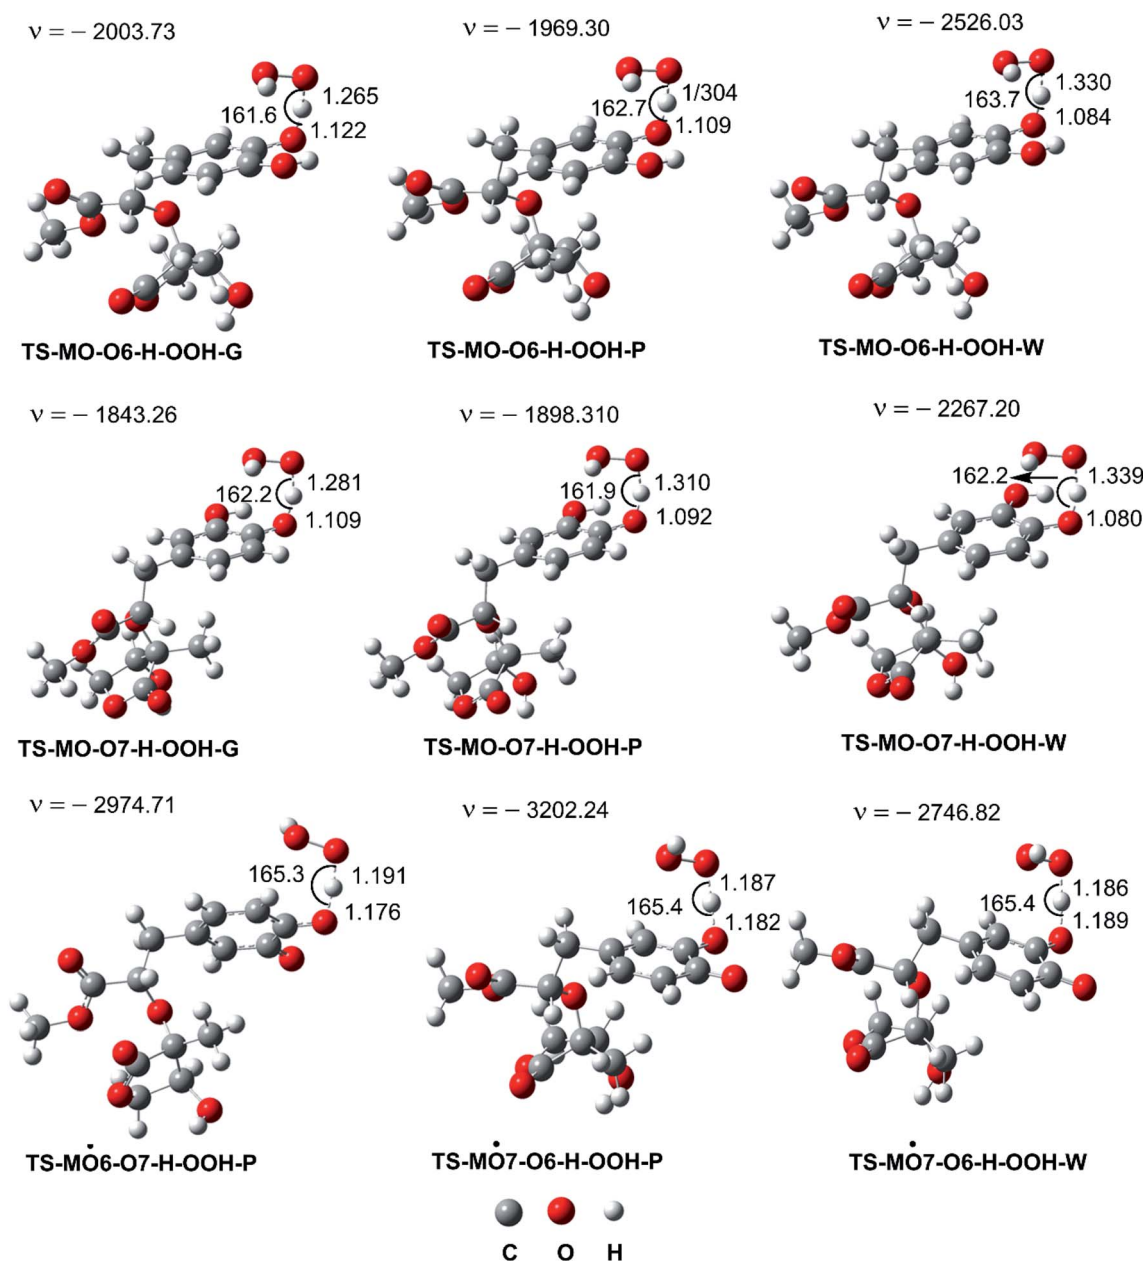 ν = − 2003.73
ν = − 1969.30
ν = − 2526.03
161.6
1.265
1.122
162.7
1/304
1.109
163.7
1.330
1.084
TS-MO-O6-H-OOH-G
TS-MO-O6-H-OOH-P
TS-MO-O6-H-OOH-W
ν = − 1843.26
ν = − 1898.310
ν = − 2267.20
162.2
1.281
1.109
161.9
1.310
1.092
162.2
1.339
1.080
TS-MO-O7-H-OOH-G
TS-MO-O7-H-OOH-P
TS-MO-O7-H-OOH-W
ν = − 2974.71
ν = − 3202.24
ν = − 2746.82
165.3
1.191
1.176
165.4
1.187
1.182
165.4
1.186
1.189
TS-MȮ6-O7-H-OOH-P
TS-MȮ7-O6-H-OOH-P
TS-MȮ7-O6-H-OOH-W
C O H